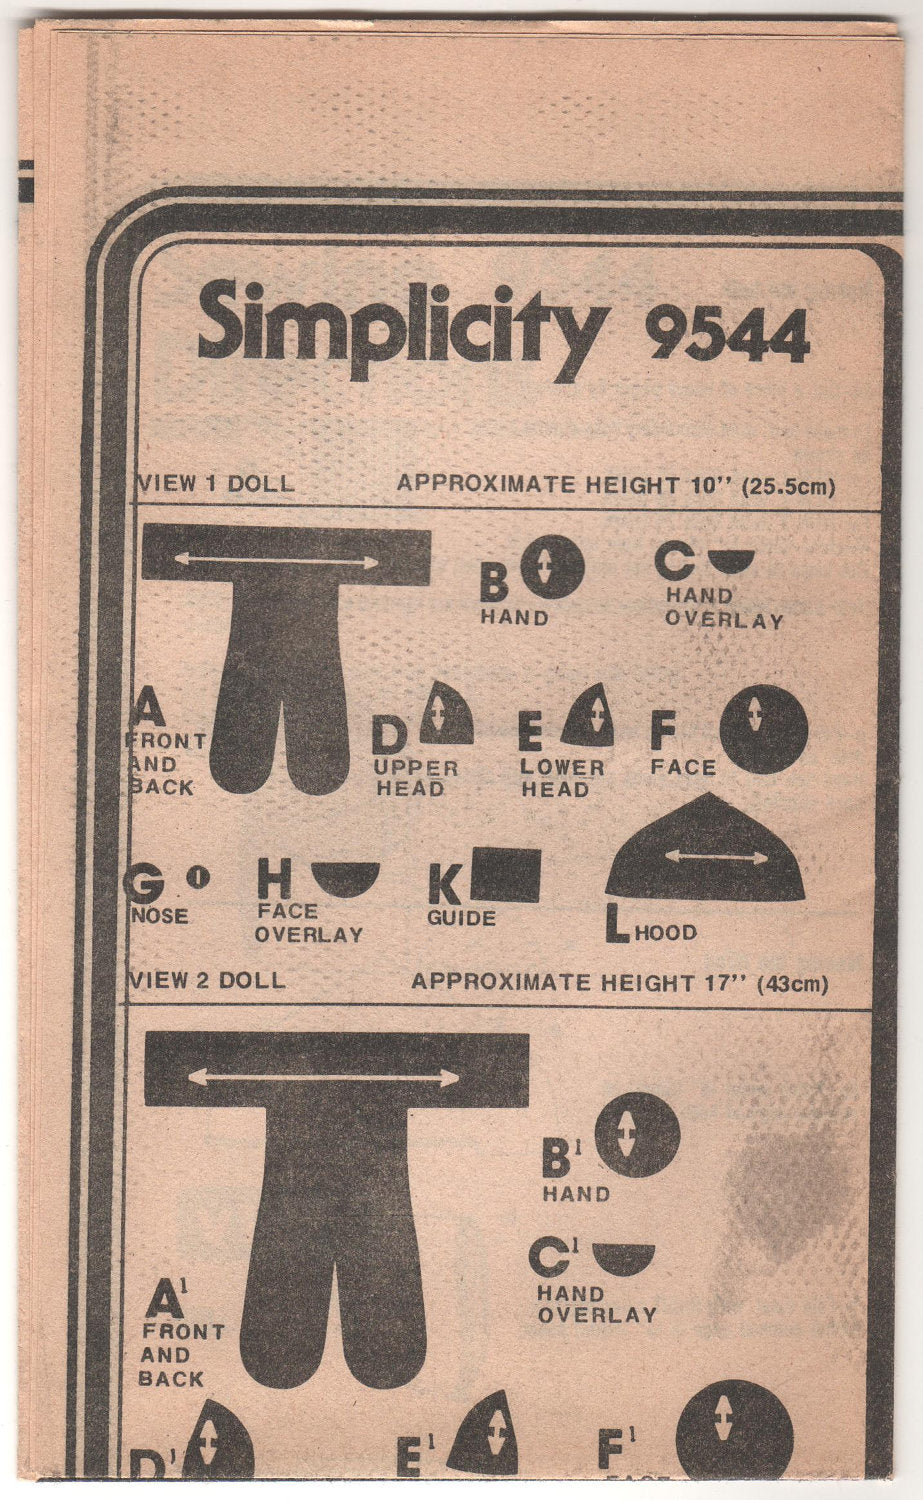 Simplicity 9544
VIEW 1 DOLL APPROXIMATE HEIGHT 10'' (25.5cm)
A
FRONT
AND
BACK
B
HAND
C
HAND
OVERLAY
D
UPPER
HEAD
E
LOWER
HEAD
F
FACE
G
NOSE
H
FACE
OVERLAY
K
GUIDE
L HOOD
VIEW 2 DOLL APPROXIMATE HEIGHT 17'' (43cm)
A1
FRONT
AND
BACK
B1
HAND
C1
HAND
OVERLAY
D1
E1
F1
FACE